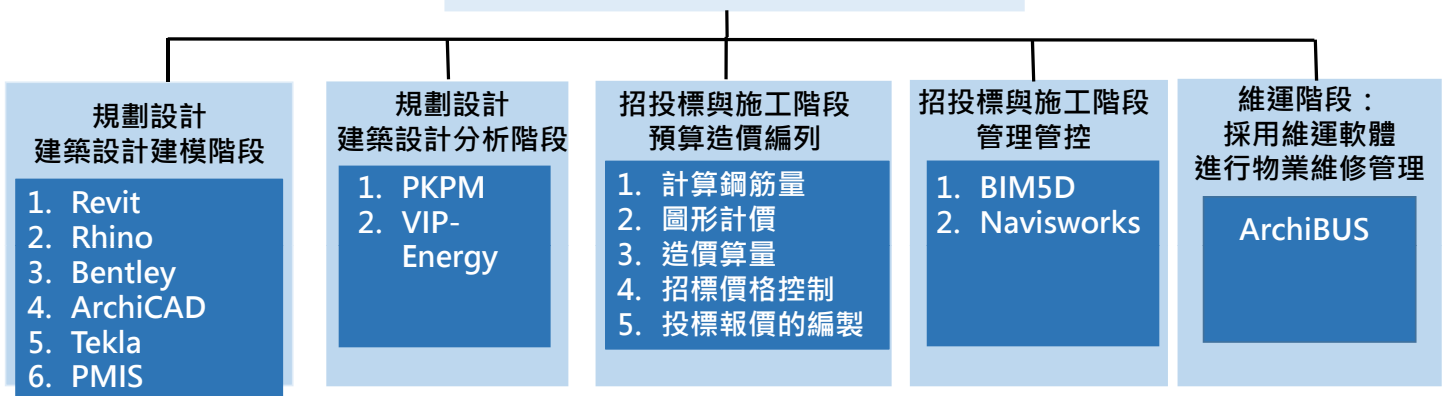 規劃設計
建築設計建模階段
1. Revit
2. Rhino
3. Bentley
4. ArchiCAD
5. Tekla
6. PMIS
規劃設計
建築設計分析階段
1. PKPM
2. VIP-
Energy
招投標與施工階段
預算造價編列
1. 計算鋼筋量
2. 圖形計價
3. 造價算量
4. 招標價格控制
5. 投標報價的編製
招投標與施工階段
管理管控
1. BIM5D
2. Navisworks
維運階段：
採用維運軟體
進行物業維修管理
ArchiBUS